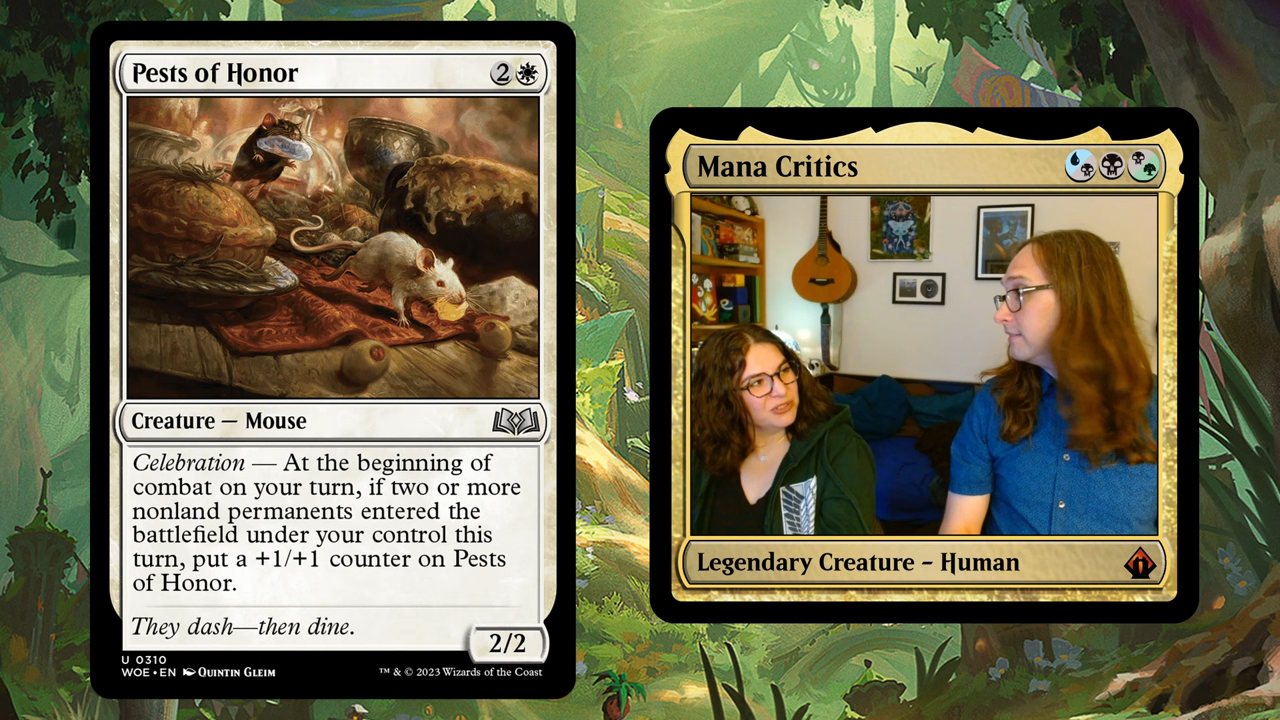 Pests of Honor 2
Creature — Mouse
Celebration — At the beginning of
combat on your turn, if two or more
nonland permanents entered the
battlefield under your control this
turn, put a +1/+1 counter on Pests
of Honor.
They dash—then dine.
2/2
U 0310
WOE • EN Quintin Gleim
™ & © 2023 Wizards of the Coast
Mana Critics
Legendary Creature – Human